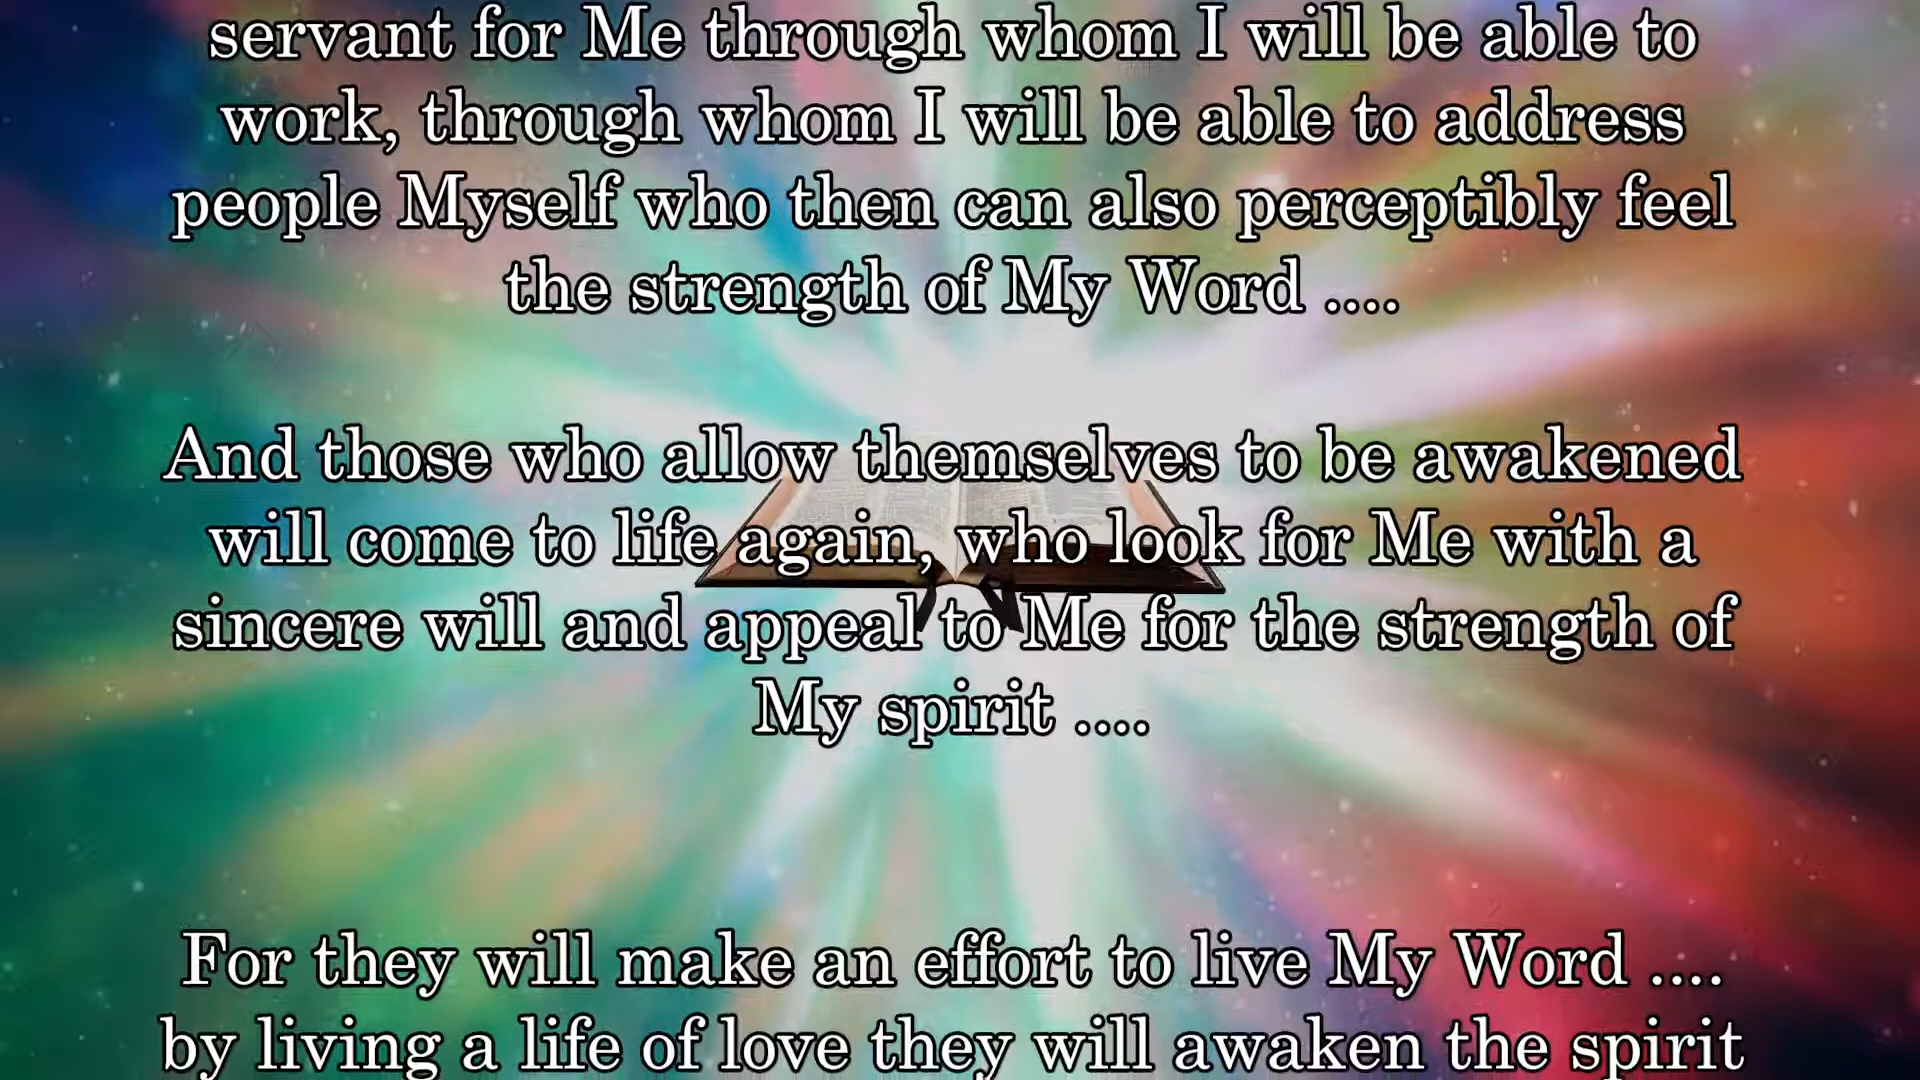 servant for Me through whom I will be able to
work, through whom I will be able to address
people Myself who then can also perceptibly feel
the strength of My Word ....
And those who allow themselves to be awakened
will come to life again, who look for Me with a
sincere will and appeal to Me for the strength of
My spirit ....
For they will make an effort to live My Word ....
by living a life of love they will awaken the spirit